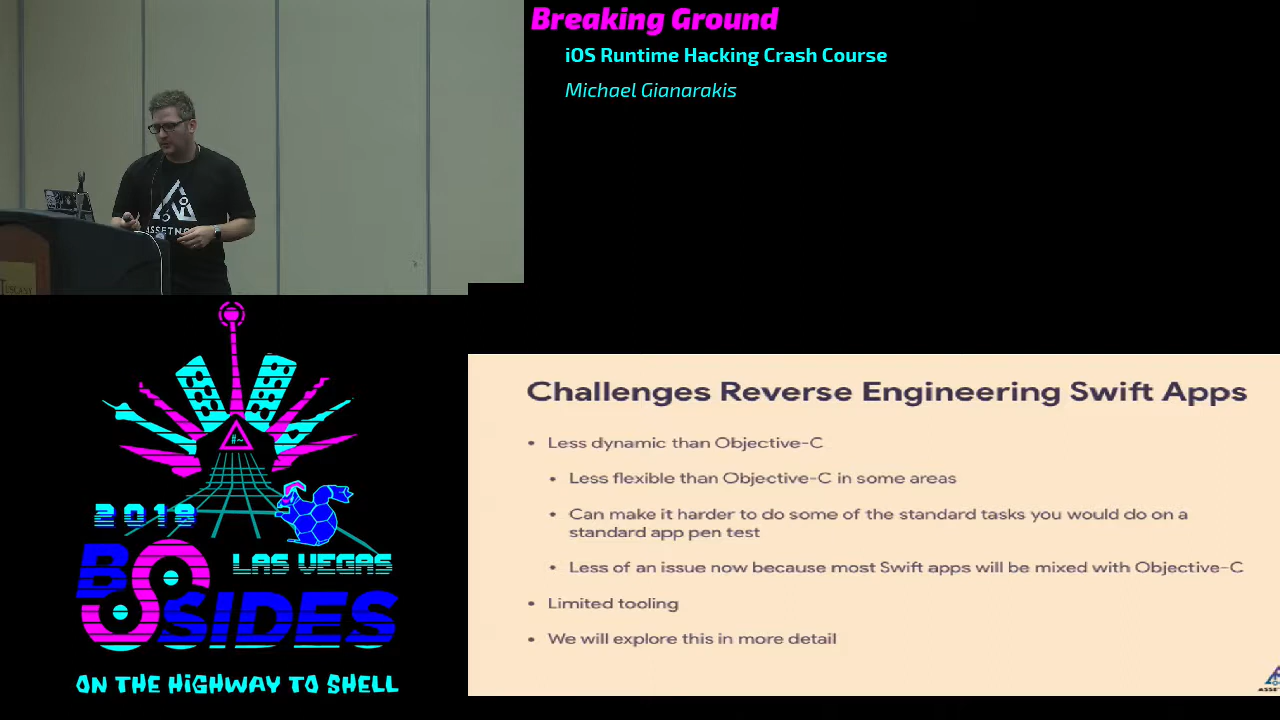 Breaking Ground
iOS Runtime Hacking Crash Course
Michael Gianarakis
TUSCANY
#~
2018
BSIDES
LAS VEGAS
ON THE HIGHWAY TO SHELL
Challenges Reverse Engineering Swift Apps
• Less dynamic than Objective-C
• Less flexible than Objective-C in some areas
• Can make it harder to do some of the standard tasks you would do on a
standard app pen test
• Less of an issue now because most Swift apps will be mixed with Objective-C
• Limited tooling
• We will explore this in more detail